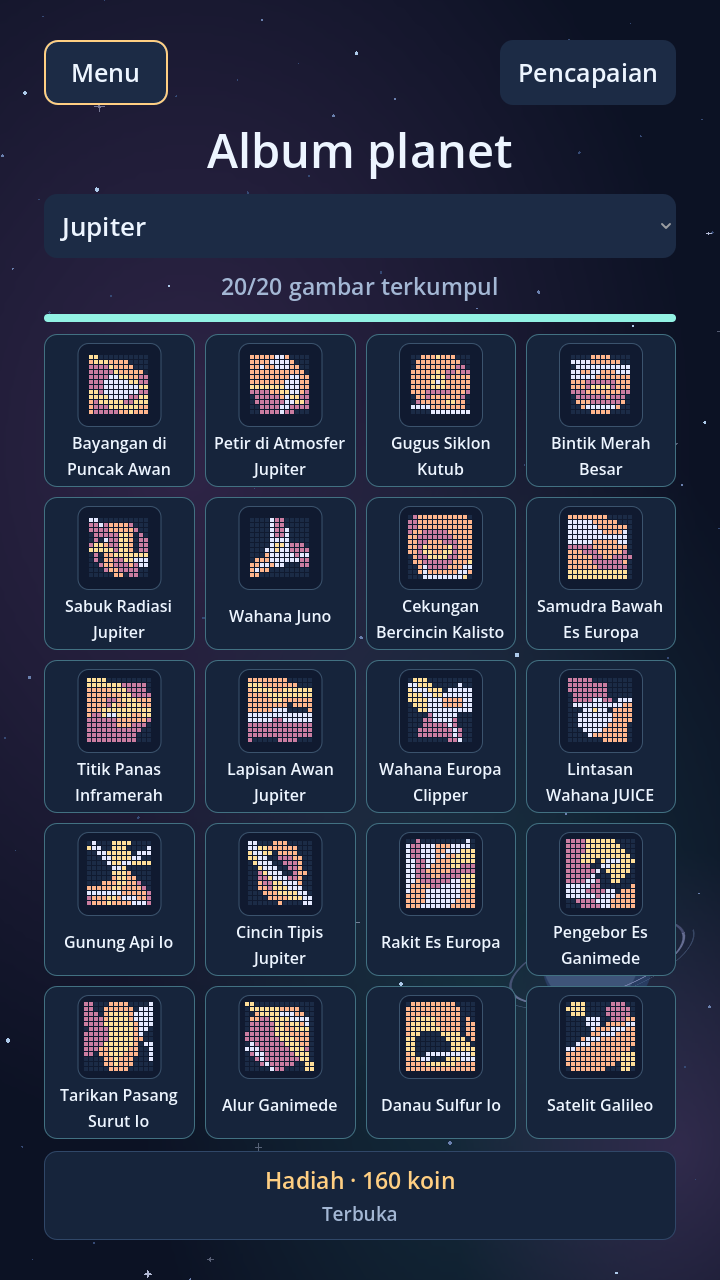 Menu
Pencapaian
Album planet
Jupiter
20/20 gambar terkumpul
Bayangan di
Puncak Awan
Petir di Atmosfer
Jupiter
Gugus Siklon
Kutub
Bintik Merah
Besar
Sabuk Radiasi
Jupiter
Wahana Juno
Cekungan
Bercincin Kalisto
Samudra Bawah
Es Europa
Titik Panas
Inframerah
Lapisan Awan
Jupiter
Wahana Europa
Clipper
Lintasan
Wahana JUICE
Gunung Api Io
Cincin Tipis
Jupiter
Rakit Es Europa
Pengebor Es
Ganimede
Tarikan Pasang
Surut Io
Alur Ganimede
Danau Sulfur Io
Satelit Galileo
Hadiah · 160 koin
Terbuka